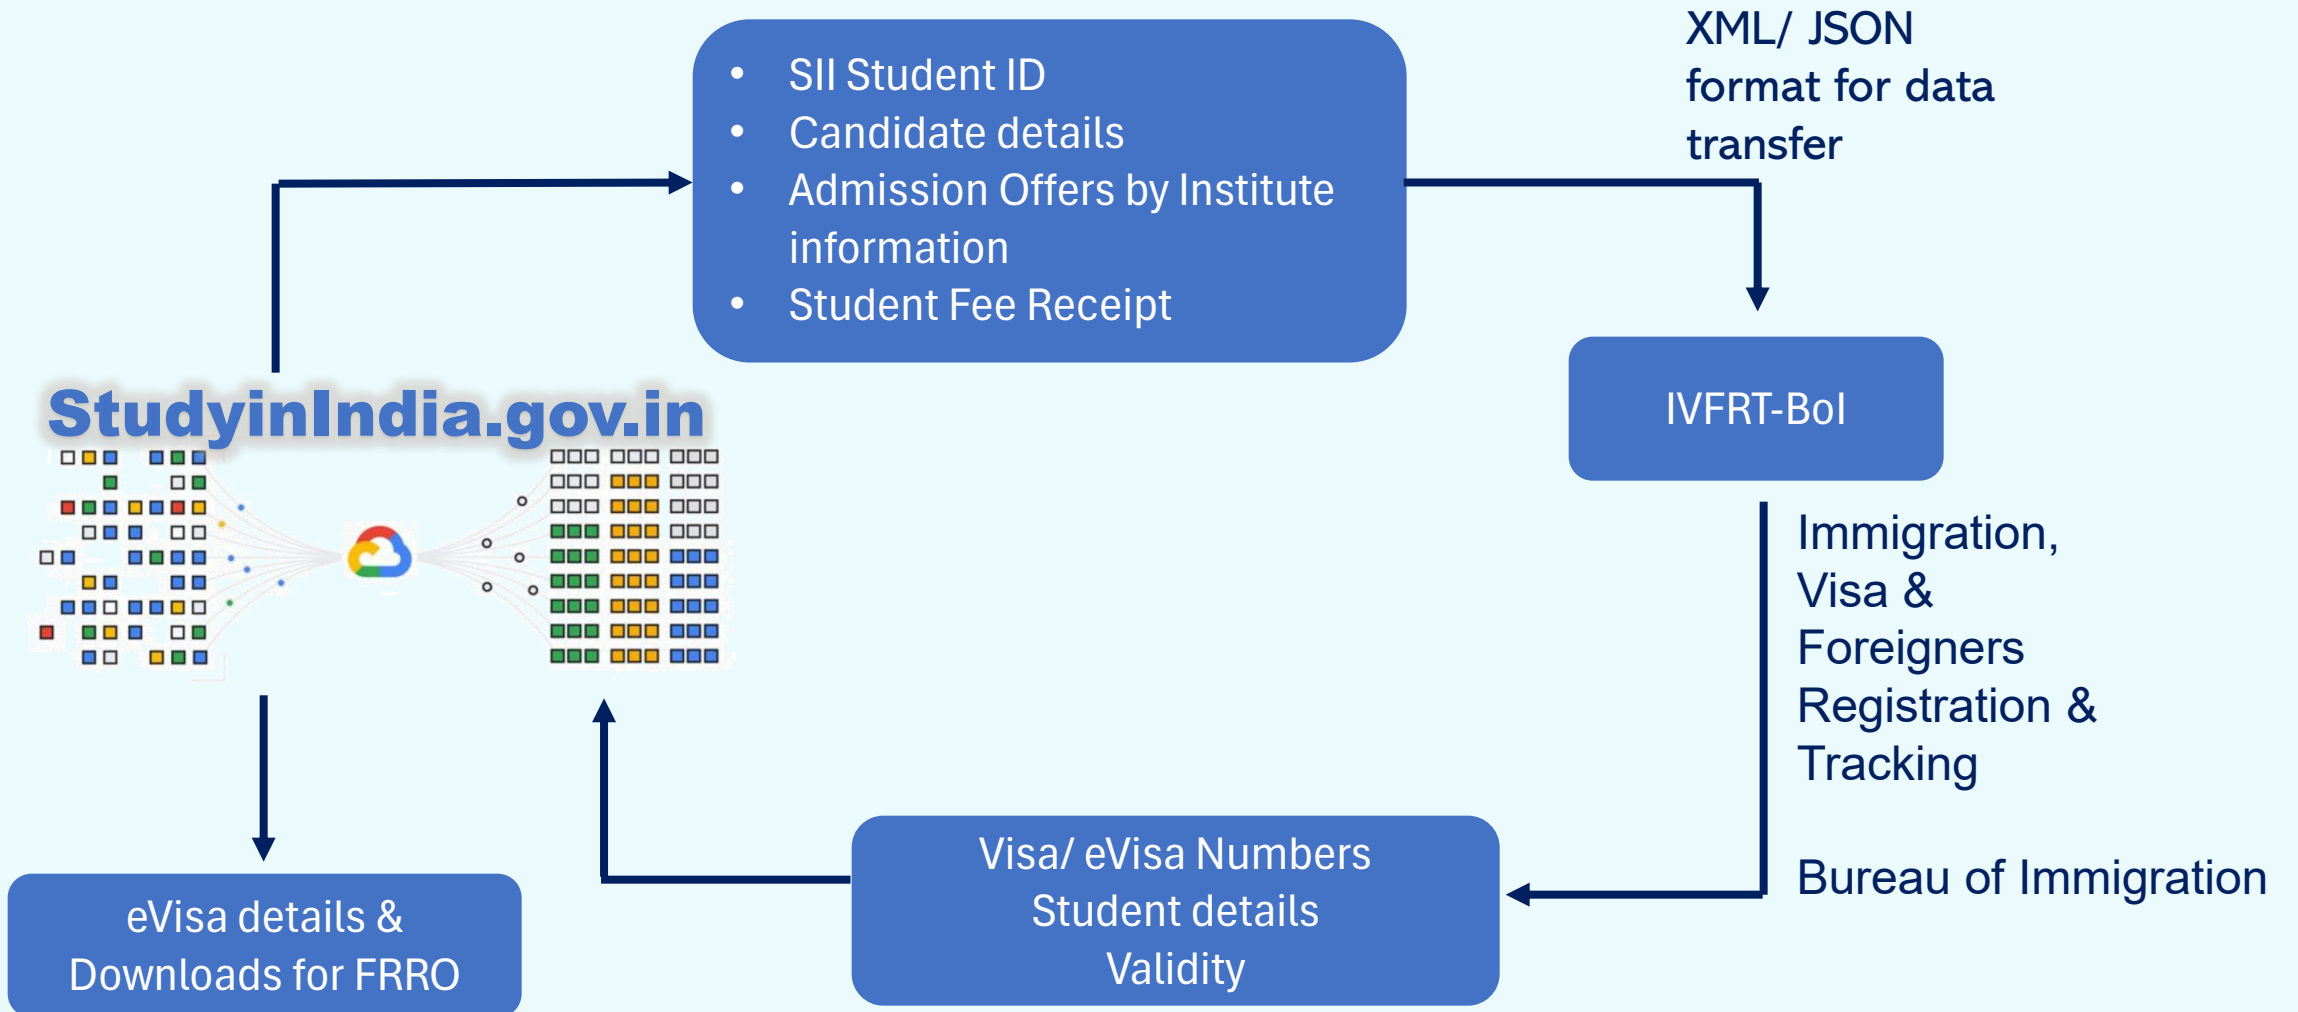 XML/ JSON
format for data
transfer
• SII Student ID
• Candidate details
• Admission Offers by Institute
information
• Student Fee Receipt
StudyinIndia.gov.in
IVFRT-BoI
Immigration,
Visa &
Foreigners
Registration &
Tracking
Bureau of Immigration
Visa/ eVisa Numbers
Student details
Validity
eVisa details &
Downloads for FRRO